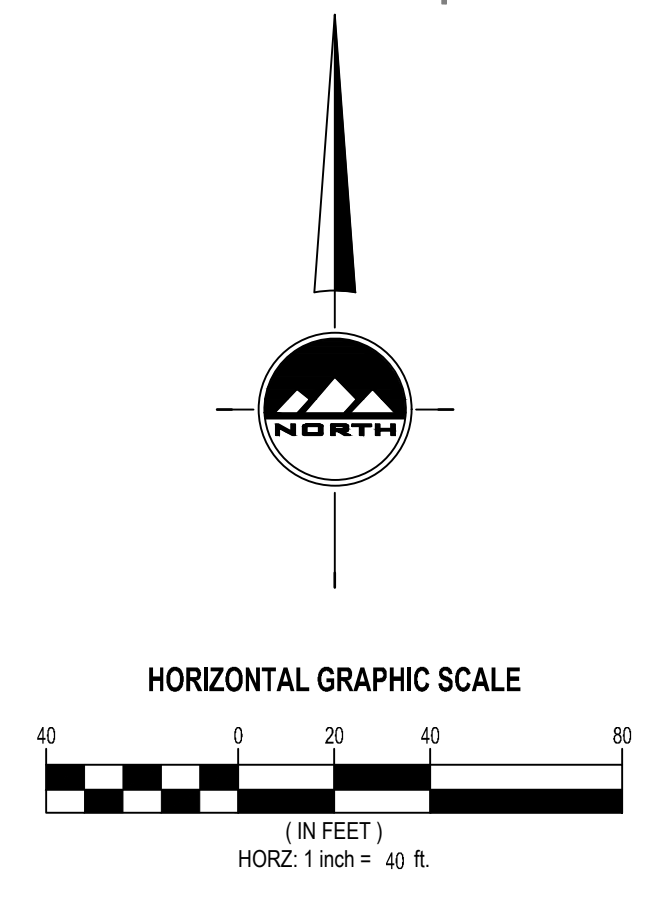 NORTH
HORIZONTAL GRAPHIC SCALE
40 0 20 40 80
( IN FEET )
HORZ: 1 inch = 40 ft.